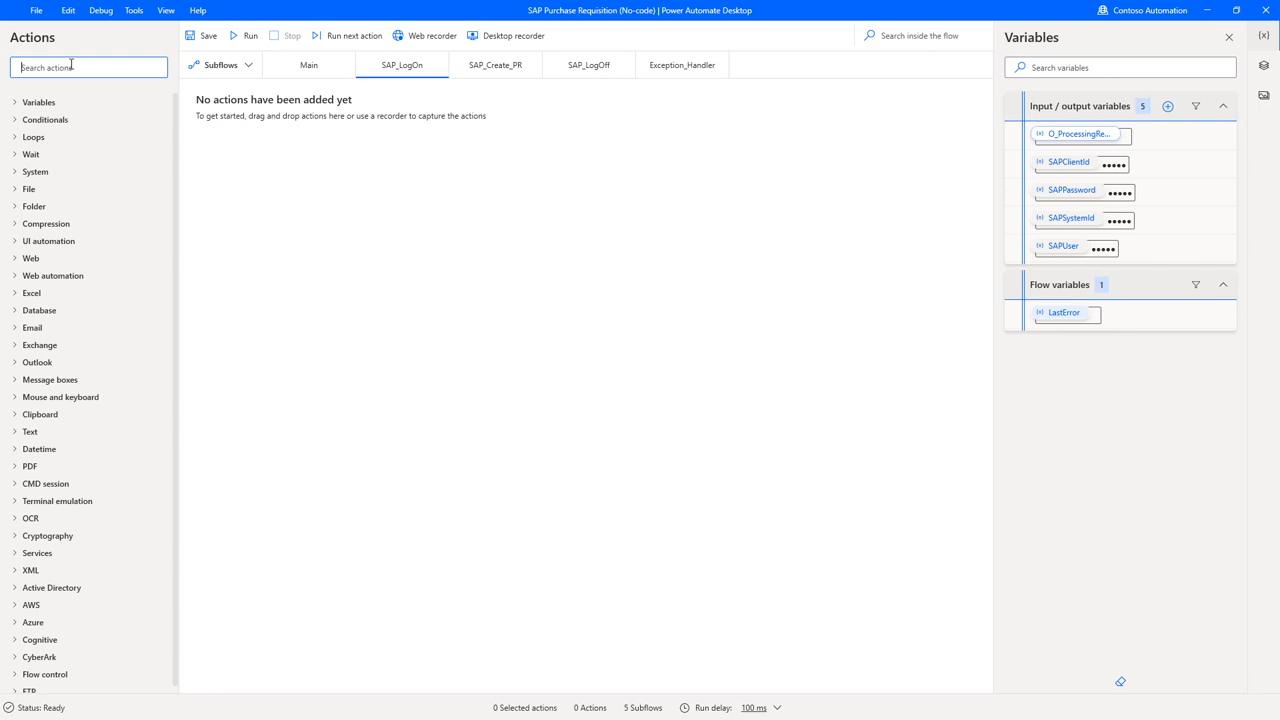 File Edit Debug Tools View Help
SAP Purchase Requisition (No-code) | Power Automate Desktop
Contoso Automation
Actions
Search actions
Variables
Conditionals
Loops
Wait
System
File
Folder
Compression
UI automation
Web
Web automation
Excel
Database
Email
Exchange
Outlook
Message boxes
Mouse and keyboard
Clipboard
Text
Datetime
PDF
CMD session
Terminal emulation
OCR
Cryptography
Services
XML
Active Directory
AWS
Azure
Cognitive
CyberArk
Flow control
FTP
Save Run Stop Run next action Web recorder Desktop recorder
Search inside the flow
Subflows Main SAP_LogOn SAP_Create_PR SAP_LogOff Exception_Handler
No actions have been added yet
To get started, drag and drop actions here or use a recorder to capture the actions
Variables
{x}
Search variables
Input / output variables 5
O_ProcessingRe...
SAPClientId •••••
SAPPassword •••••
SAPSystemId •••••
SAPUser •••••
Flow variables 1
LastError
Status: Ready 0 Selected actions 0 Actions 5 Subflows Run delay: 100 ms